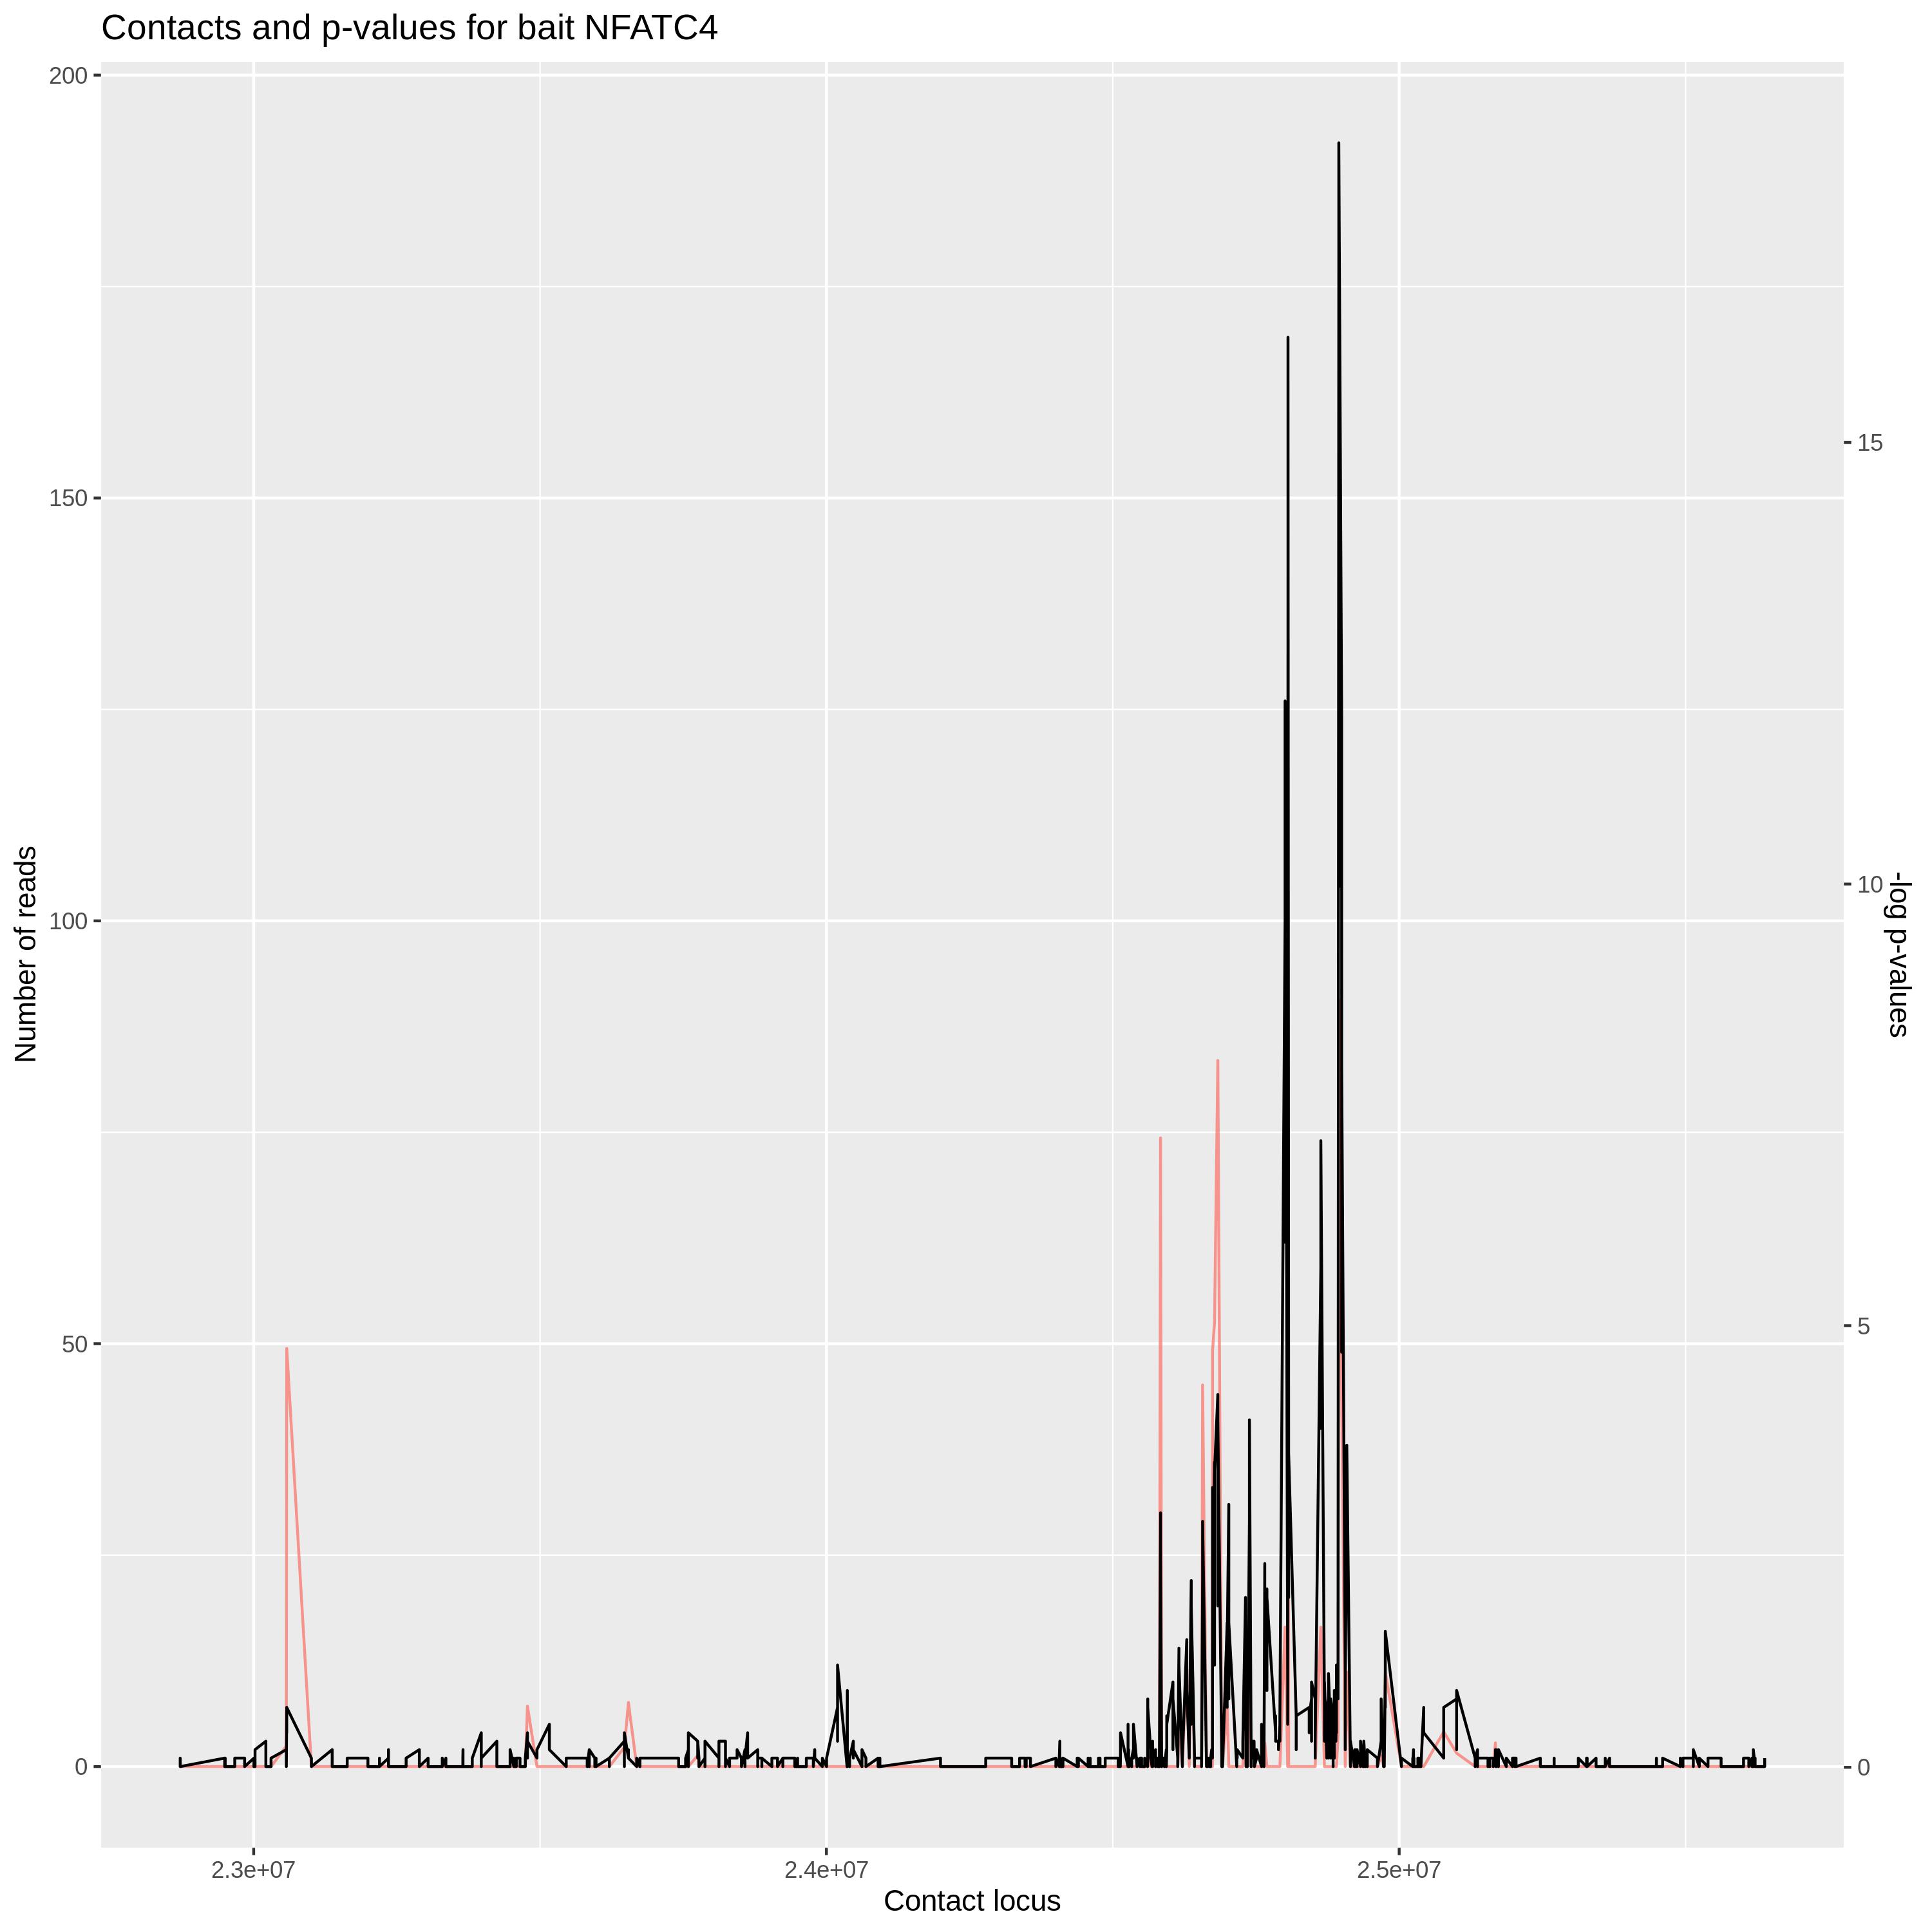 Contacts and p-values for bait NFATC4
200
150
100
50
0
Number of reads
15
10
5
0
-log p-values
2.3e+07
2.4e+07
2.5e+07
Contact locus